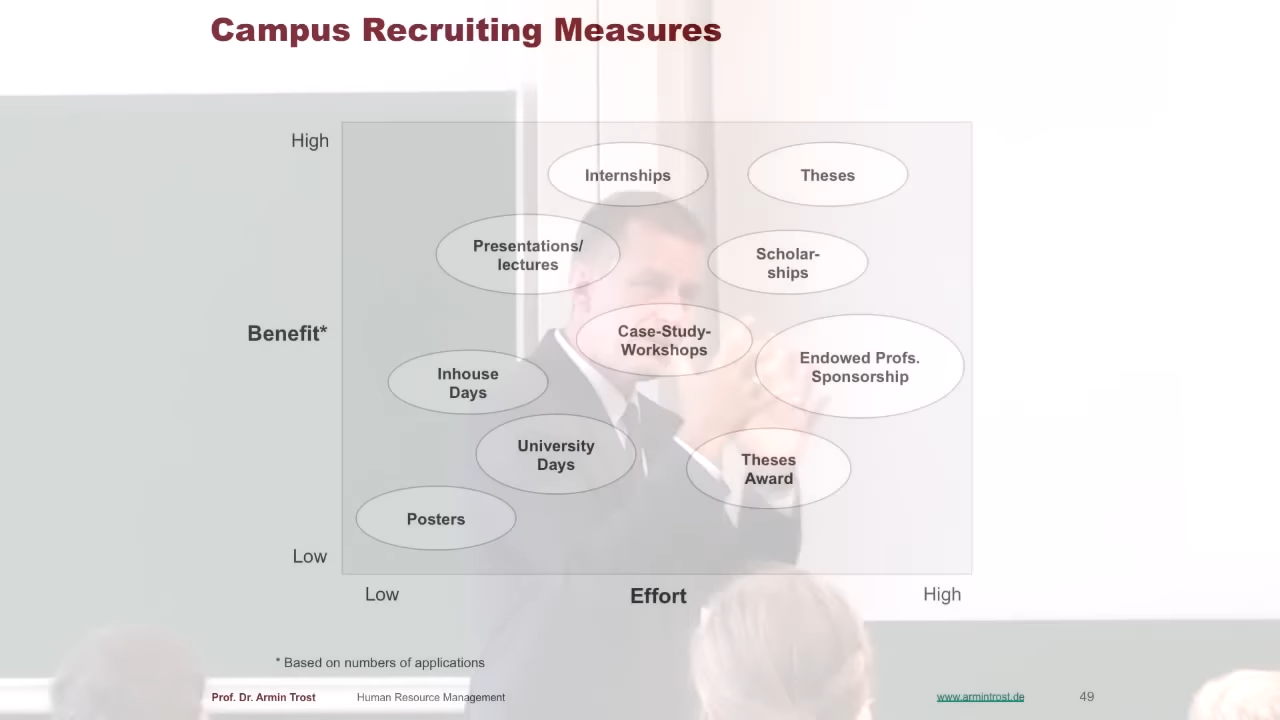 Campus Recruiting Measures
High
Internships
Theses
Presentations/
lectures
Scholar-
ships
Benefit*
Case-Study-
Workshops
Endowed Profs.
Sponsorship
Inhouse
Days
University
Days
Theses
Award
Posters
Low
Low
Effort
High
* Based on numbers of applications
Prof. Dr. Armin Trost
Human Resource Management
www.armintrost.de
49